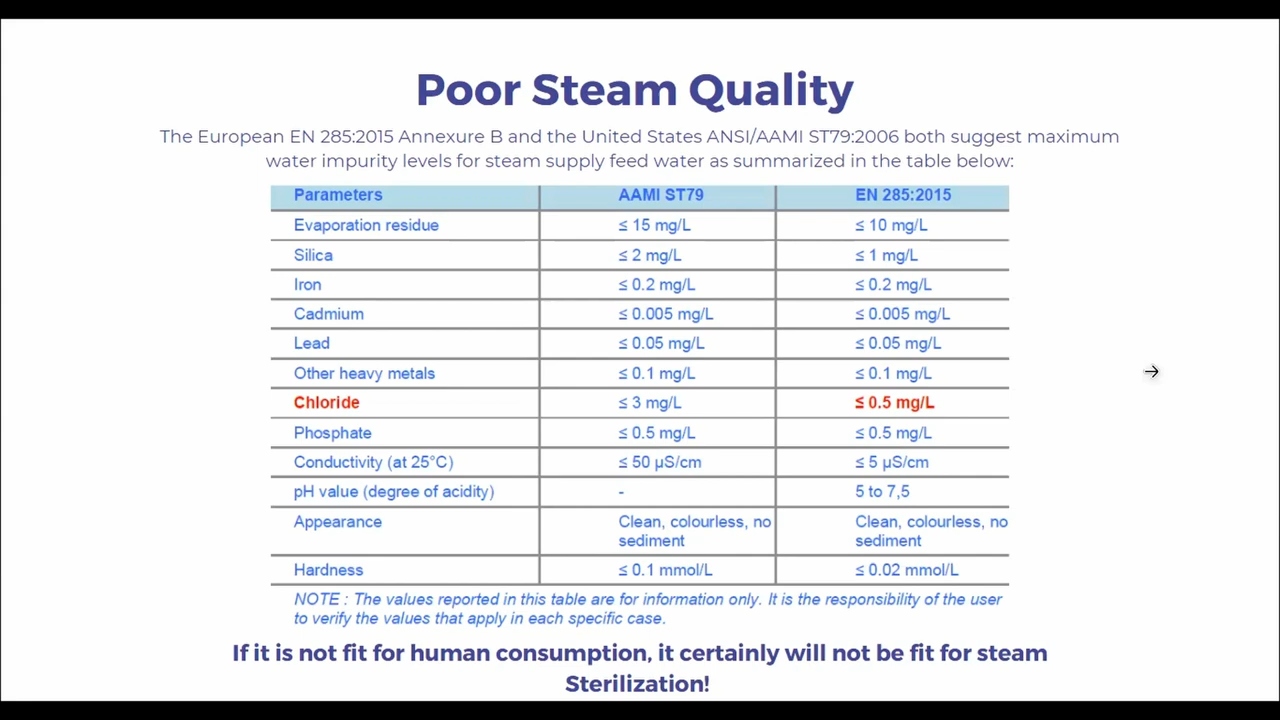 Poor Steam Quality
The European EN 285:2015 Annexure B and the United States ANSI/AAMI ST79:2006 both suggest maximum
water impurity levels for steam supply feed water as summarized in the table below:
Parameters AAMI ST79 EN 285:2015
Evaporation residue ≤ 15 mg/L ≤ 10 mg/L
Silica ≤ 2 mg/L ≤ 1 mg/L
Iron ≤ 0.2 mg/L ≤ 0.2 mg/L
Cadmium ≤ 0.005 mg/L ≤ 0.005 mg/L
Lead ≤ 0.05 mg/L ≤ 0.05 mg/L
Other heavy metals ≤ 0.1 mg/L ≤ 0.1 mg/L
Chloride ≤ 3 mg/L ≤ 0.5 mg/L
Phosphate ≤ 0.5 mg/L ≤ 0.5 mg/L
Conductivity (at 25°C) ≤ 50 µS/cm ≤ 5 µS/cm
pH value (degree of acidity) - 5 to 7,5
Appearance Clean, colourless, no Clean, colourless, no
sediment sediment
Hardness ≤ 0.1 mmol/L ≤ 0.02 mmol/L
NOTE : The values reported in this table are for information only. It is the responsibility of the user
to verify the values that apply in each specific case.
If it is not fit for human consumption, it certainly will not be fit for steam
Sterilization!